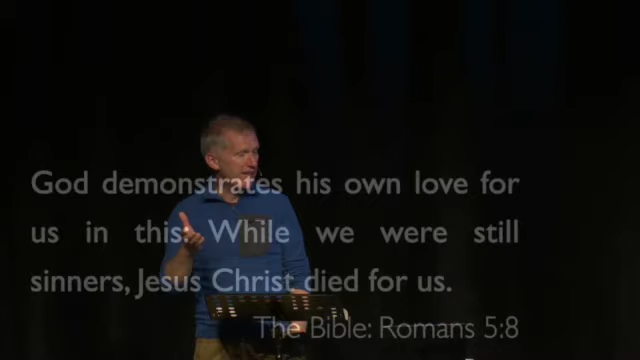 God demonstrates his own love for
us in this: While we were still
sinners, Jesus Christ died for us.
The Bible: Romans 5:8